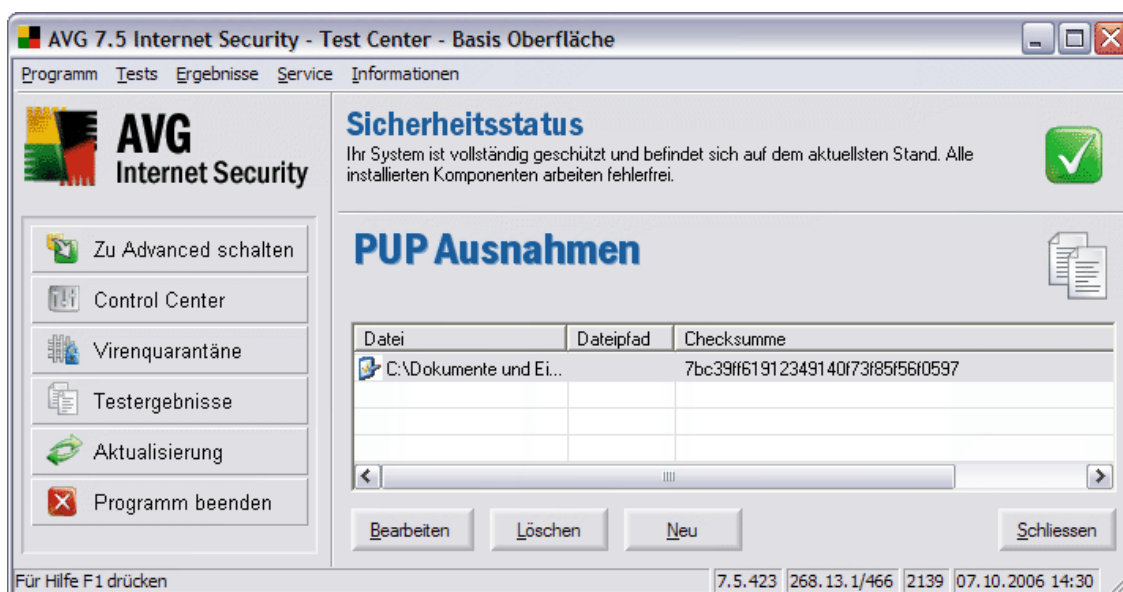 AVG 7.5 Internet Security - Test Center - Basis Oberfläche
Programm Tests Ergebnisse Service Informationen
AVG
Internet Security
Sicherheitsstatus
Ihr System ist vollständig geschützt und befindet sich auf dem aktuellsten Stand. Alle
installierten Komponenten arbeiten fehlerfrei.
Zu Advanced schalten
Control Center
Virenquarantäne
Testergebnisse
Aktualisierung
Programm beenden
PUP Ausnahmen
Datei Dateipfad Checksumme
C:\Dokumente und Ei... 7bc39ff61912349140f73f85f56f0597
Bearbeiten Löschen Neu Schliessen
Für Hilfe F1 drücken 7.5.423 268.13.1/466 2139 07.10.2006 14:30